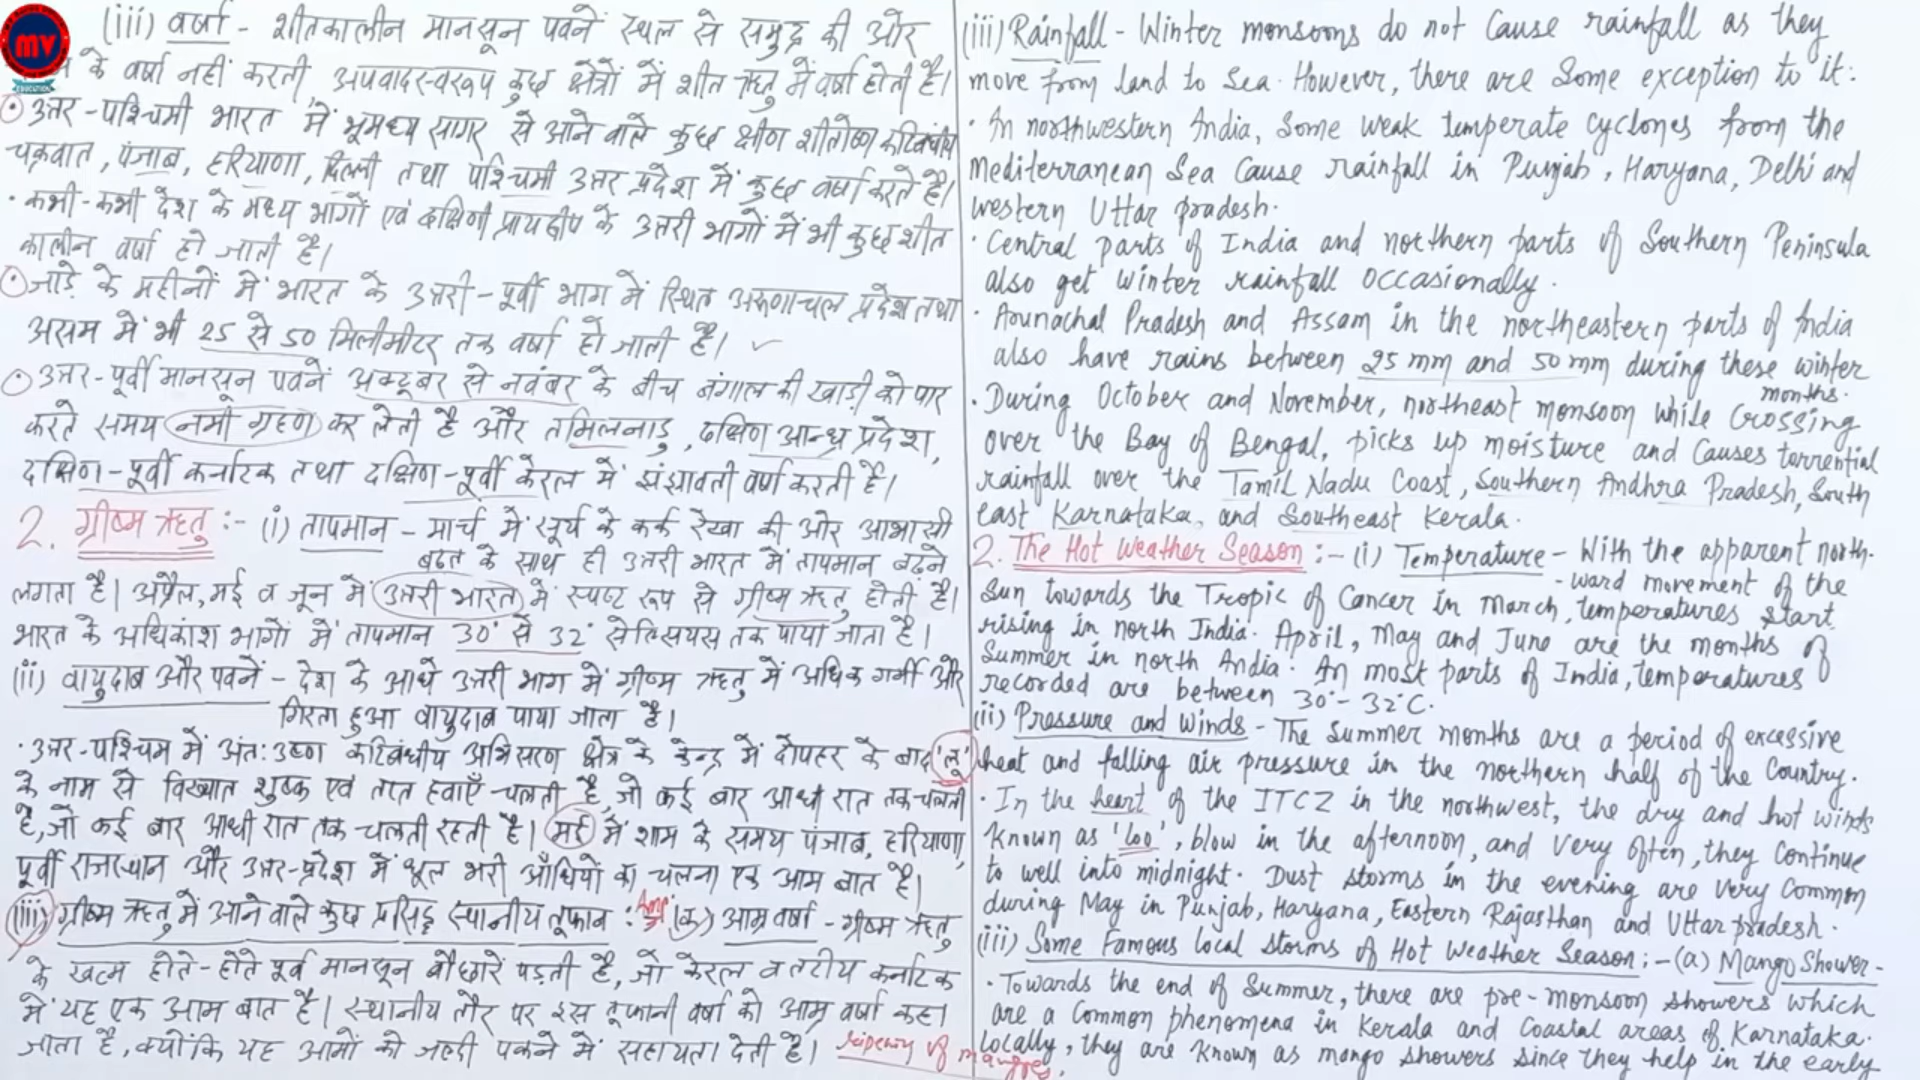 mv
EDUCATION
(iii) वर्षा - शीतकालीन मानसून पवनें स्थल से समुद्र की ओर
के वर्षा नहीं करती, अपवादस्वरूप कुछ क्षेत्रों में शीत ऋतु में वर्षा होती है।
• उत्तर-पश्चिमी भारत में भूमध्य सागर से आने वाले कुछ क्षीण शीतोष्ण कटिबंधीय
चक्रवात, पंजाब, हरियाणा, दिल्ली तथा पश्चिमी उत्तर प्रदेश में कुछ वर्षा करते है।
• कभी-कभी देश के मध्य भागों एवं दक्षिणी प्रायद्वीप के उत्तरी भागों में भी कुछ शीत
कालीन वर्षा हो जाती है।
• जाड़े के महीनों में भारत के उत्तरी-पूर्वी भाग में स्थित अरुणाचल प्रदेश तथा
असम में भी 25 से 50 मिलीमीटर तक वर्षा हो जाती है।
• उत्तर-पूर्वी मानसून पवनें अक्टूबर से नवंबर के बीच बंगाल की खाड़ी को पार
करते समय नमी ग्रहण कर लेती है और तमिलनाडु, दक्षिण आन्ध्र प्रदेश,
दक्षिण-पूर्वी कर्नाटक तथा दक्षिण-पूर्वी केरल में झंझावती वर्षा करती है।
2. ग्रीष्म ऋतु :- (i) तापमान - मार्च में सूर्य के कर्क रेखा की ओर आभासी
बढ़त के साथ ही उत्तरी भारत में तापमान बढ़ने
लगता है। अप्रैल, मई व जून में उत्तरी भारत में स्पष्ट रूप से ग्रीष्म ऋतु होती है।
भारत के अधिकांश भागों में तापमान 30° से 32° सेल्सियस तक पाया जाता है।
(ii) वायुदाब और पवनें - देश के आधे उत्तरी भाग में ग्रीष्म ऋतु में अधिक गर्मी और
गिरता हुआ वायुदाब पाया जाता है।
• उत्तर-पश्चिम में अंत: उष्ण कटिबंधीय अभिसरण क्षेत्र के केन्द्र में दोपहर के बाद 'लू'
के नाम से विख्यात शुष्क एवं तप्त हवाएँ चलती है, जो कई बार आधी रात तक चलती
है, जो कई बार आधी रात तक चलती रहती है। मई में शाम के समय पंजाब, हरियाणा,
पूर्वी राजस्थान और उत्तर-प्रदेश में धूल भरी आँधियों का चलना एक आम बात है।
(iii) ग्रीष्म ऋतु में आने वाले कुछ प्रसिद्ध स्थानीय तूफान :- (क) आम्र वर्षा - ग्रीष्म ऋतु
के खत्म होते-होते पूर्व मानसून बौछारें पड़ती है, जो केरल व तटीय कर्नाटक
में यह एक आम बात है। स्थानीय तौर पर इस तूफानी वर्षा को आम्र वर्षा कहा
जाता है, क्योंकि यह आमों को जल्दी पकने में सहायता देती है। ripening of mangoes.
(iii) Rainfall - Winter monsoons do not Cause rainfall as they
move from land to Sea. However, there are Some exception to it:
• In northwestern India, Some weak temperate cyclones from the
Mediterranean Sea Cause rainfall in Punjab, Haryana, Delhi and
western Uttar pradesh.
• Central parts of India and northern parts of Southern Peninsula
also get winter rainfall occasionally.
• Arunachal Pradesh and Assam in the northeastern parts of India
also have rains between 25 mm and 50 mm during these winter
months.
• During October and November, northeast monsoon while Crossing
over the Bay of Bengal, picks up moisture and Causes torrential
rainfall over the Tamil Nadu Coast, Southern Andhra Pradesh, South
east Karnataka, and Southeast Kerala.
2. The Hot Weather Season :- (i) Temperature - With the apparent north-
-ward movement of the
Sun towards the Tropic of Cancer in March, temperatures start
rising in north India. April, May and June are the months of
Summer in north India. In most parts of India, temperatures
recorded are between 30°- 32°C.
(ii) Pressure and Winds - The Summer months are a period of excessive
heat and falling air pressure in the northern half of the Country.
• In the heart of the ITCZ in the northwest, the dry and hot winds
Known as 'Loo', blow in the afternoon, and very often, they continue
to well into midnight. Dust storms in the evening are very Common
during May in Punjab, Haryana, Eastern Rajasthan and Uttar pradesh.
(iii) Some Famous local storms of Hot Weather Season :- (a) Mango Shower -
• Towards the end of Summer, there are pre-monsoon showers which
are a Common phenomena in Kerala and Coastal areas of Karnataka.
Locally, they are Known as mango showers since they help in the early